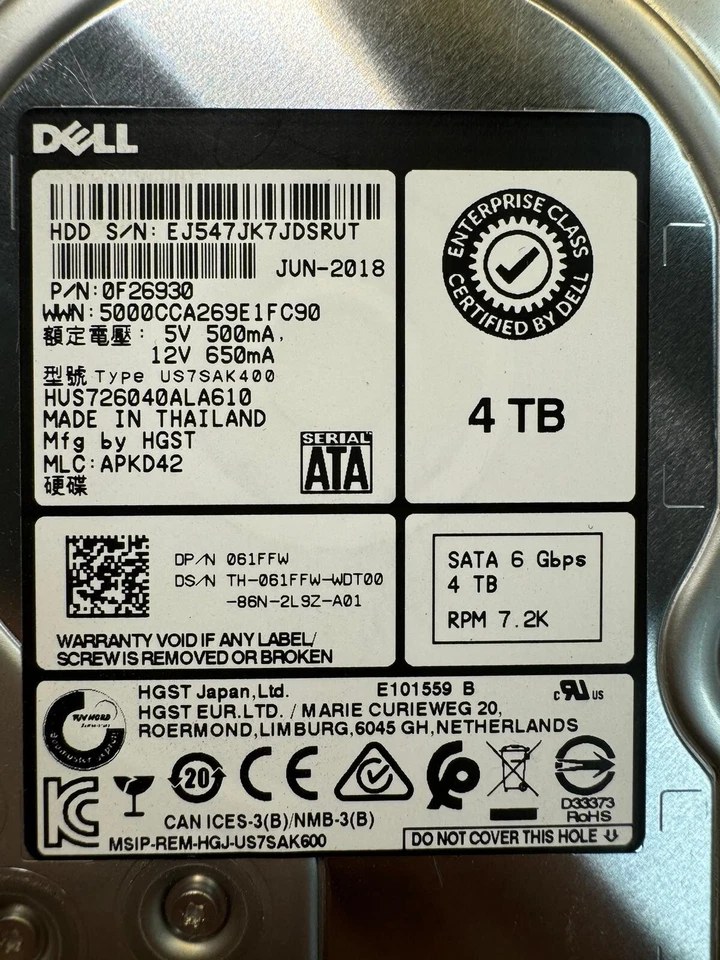 DELL
HDD S/N: EJ547JK7JDSRUT
JUN-2018
P/N:0F26930
WWN:5000CCA269E1FC90
額定電壓: 5V 500mA,
12V 650mA
型號 Type US7SAK400
HUS726040ALA610
MADE IN THAILAND
Mfg by HGST
MLC:APKD42
硬碟
SERIAL
ATA
ENTERPRISE CLASS
CERTIFIED BY DELL
4 TB
DP/N 061FFW
DS/N TH-061FFW-WDT00
-86N-2L9Z-A01
WARRANTY VOID IF ANY LABEL/
SCREW IS REMOVED OR BROKEN
SATA 6 Gbps
4 TB
RPM 7.2K
TUV NORD
HGST Japan,Ltd. E101559 B
HGST EUR.LTD. / MARIE CURIEWEG 20,
ROERMOND,LIMBURG,6045 GH,NETHERLANDS
c RU US
20
CE
D33373
RoHS
CAN ICES-3(B)/NMB-3(B)
MSIP-REM-HGJ-US7SAK600
DO NOT COVER THIS HOLE